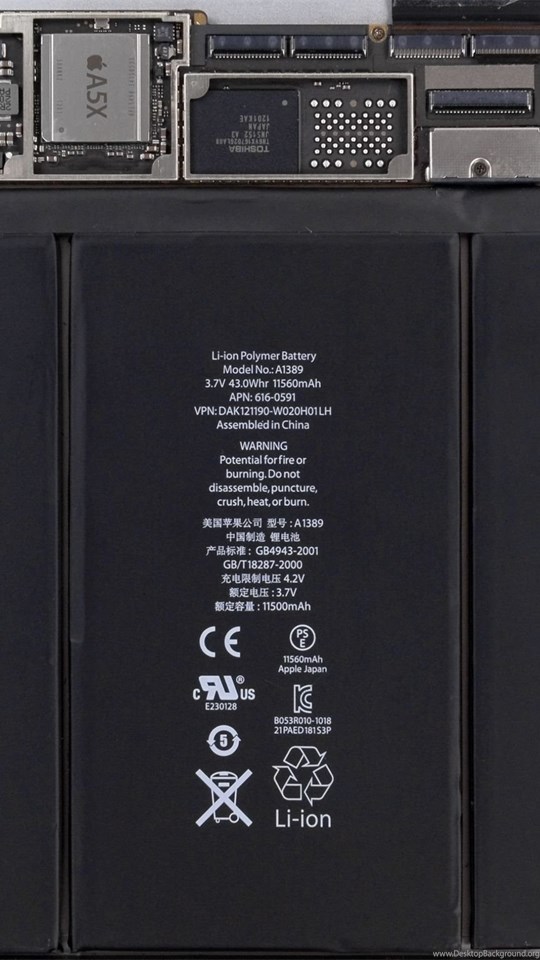 A5X
TOSHIBA
JAPAN
Li-ion Polymer Battery
Model No.: A1389
3.7V 43.0Whr 11560mAh
APN: 616-0591
VPN: DAK121190-W020H01LH
Assembled in China
WARNING
Potential for fire or
burning. Do not
disassemble, puncture,
crush, heat, or burn.
美国苹果公司 型号 : A1389
中国制造 锂电池
产品标准 : GB4943-2001
GB/T18287-2000
充电限制电压 4.2V
额定电压 : 3.7V
额定容量 : 11500mAh
CE
PS
E
11560mAh
Apple Japan
c RU ® US
E230128
B053R010-1018
21PAED18153P
5
Li-ion
www.DesktopBackground.org